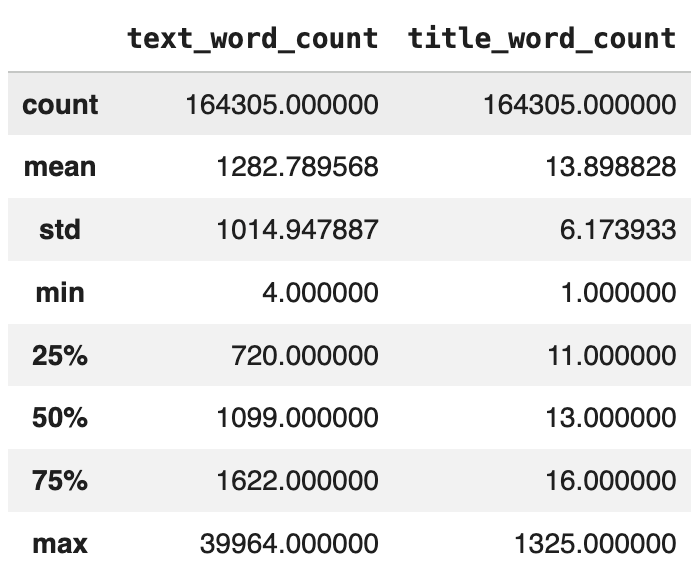 text_word_count title_word_count
count 164305.000000 164305.000000
mean 1282.789568 13.898828
std 1014.947887 6.173933
min 4.000000 1.000000
25% 720.000000 11.000000
50% 1099.000000 13.000000
75% 1622.000000 16.000000
max 39964.000000 1325.000000